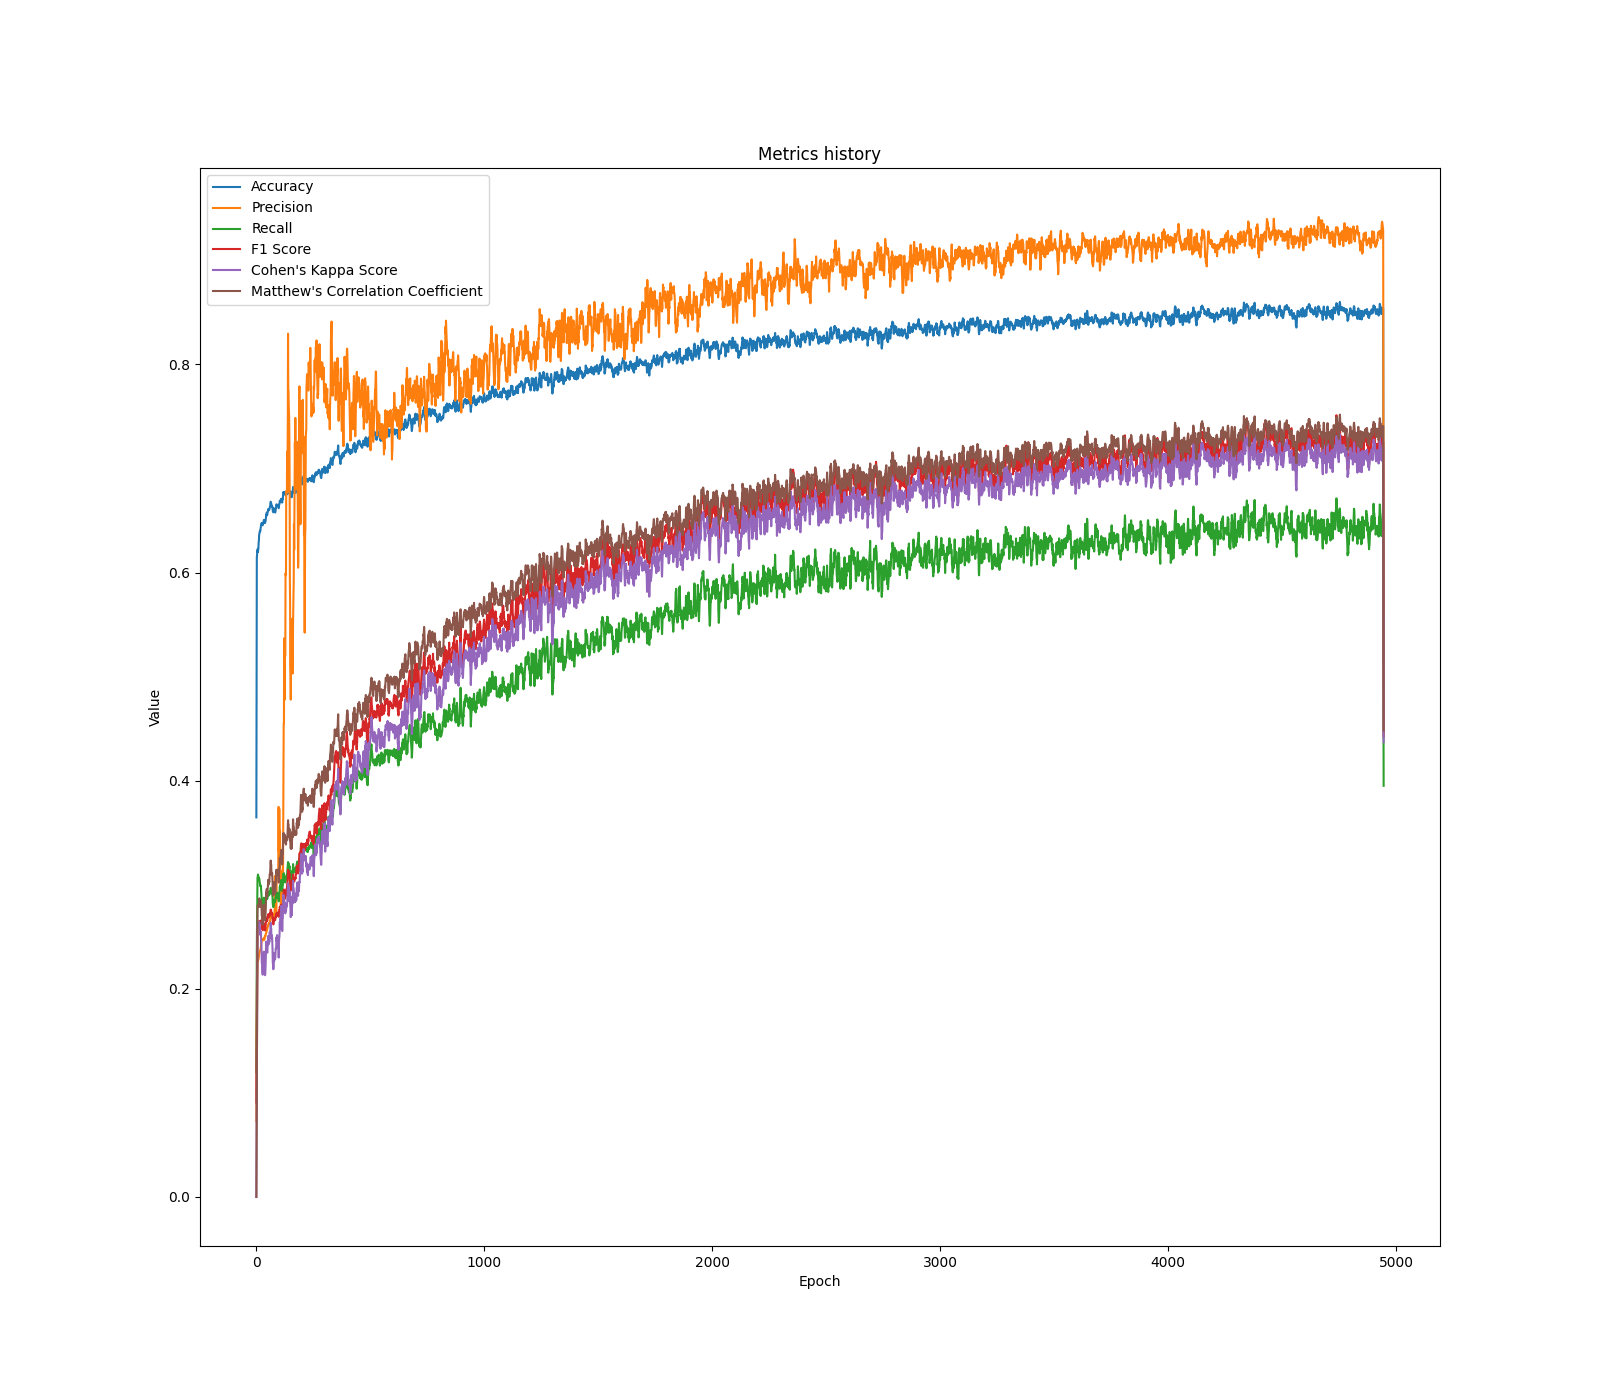 Metrics history
Accuracy
Precision
Recall
F1 Score
Cohen's Kappa Score
Matthew's Correlation Coefficient
0.8
0.6
0.4
0.2
0.0
Value
0 1000 2000 3000 4000 5000
Epoch